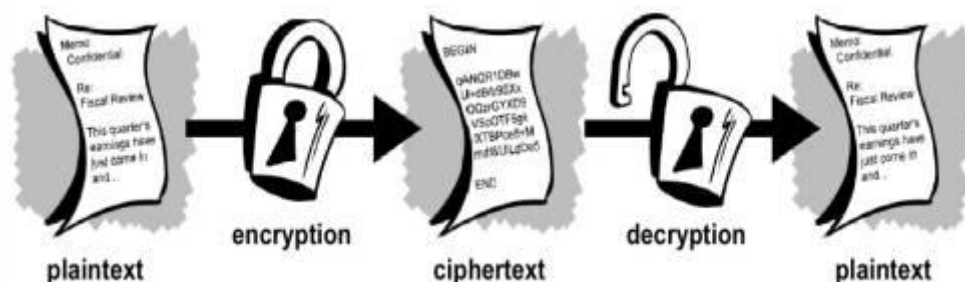 Memo:
Confidential
Re:
Fiscal Review
This quarter's
earnings have
just come in
and...
encryption
plaintext
BEGIN
END
ciphertext
decryption
Memo:
Confidential
Re:
Fiscal Review
This quarter's
earnings have
just come in
and...
plaintext